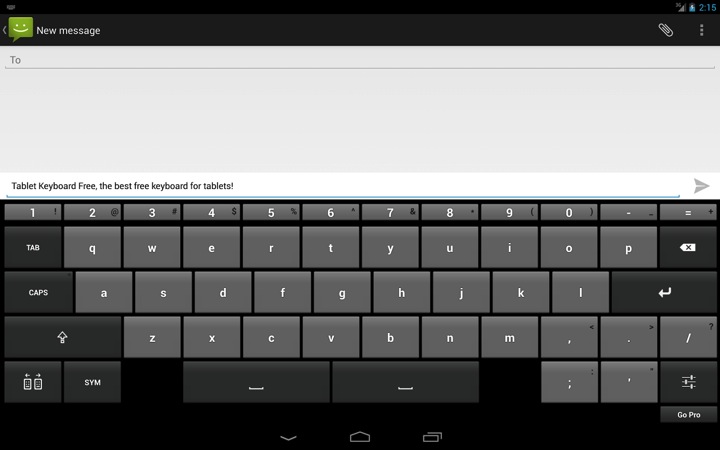 2:15
New message
To
Tablet Keyboard Free, the best free keyboard for tablets!
1 ! 2 @ 3 # 4 $ 5 % 6 ^ 7 & 8 * 9 ( 0 ) - _ = +
TAB q w e r t y u i o p
CAPS a s d f g h j k l
z x c v b n m , < . > / ?
SYM ; : ' "
Go Pro